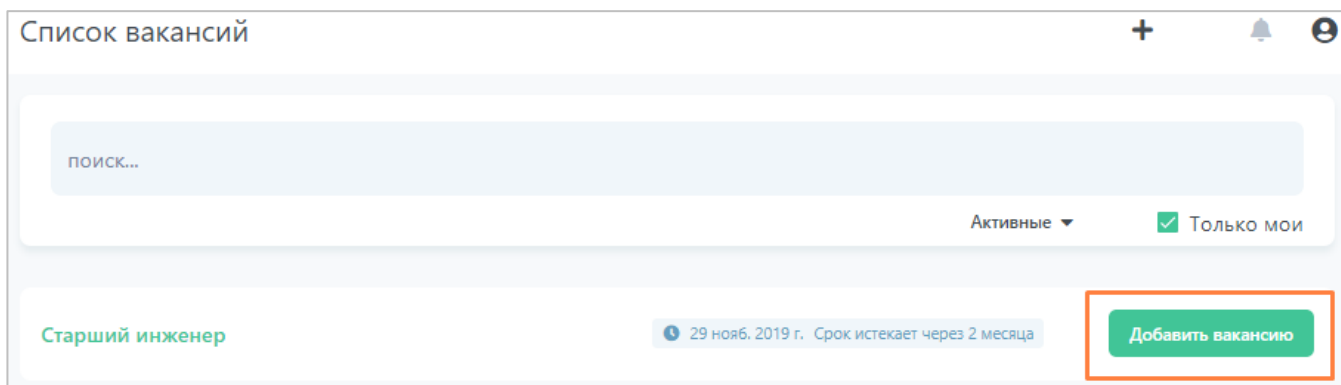 Список вакансий
поиск...
Активные
Только мои
Старший инженер
29 нояб. 2019 г. Срок истекает через 2 месяца
Добавить вакансию